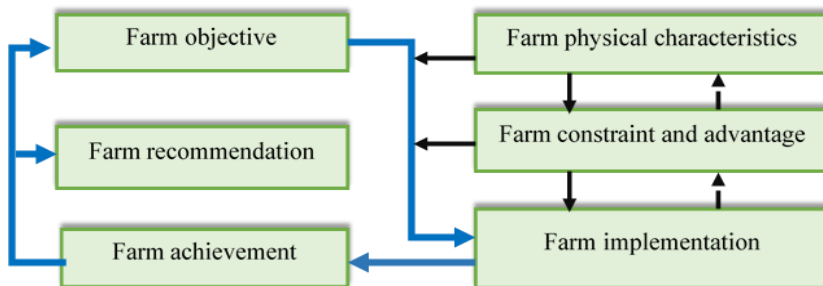 Farm objective
Farm physical characteristics
Farm recommendation
Farm constraint and advantage
Farm achievement
Farm implementation